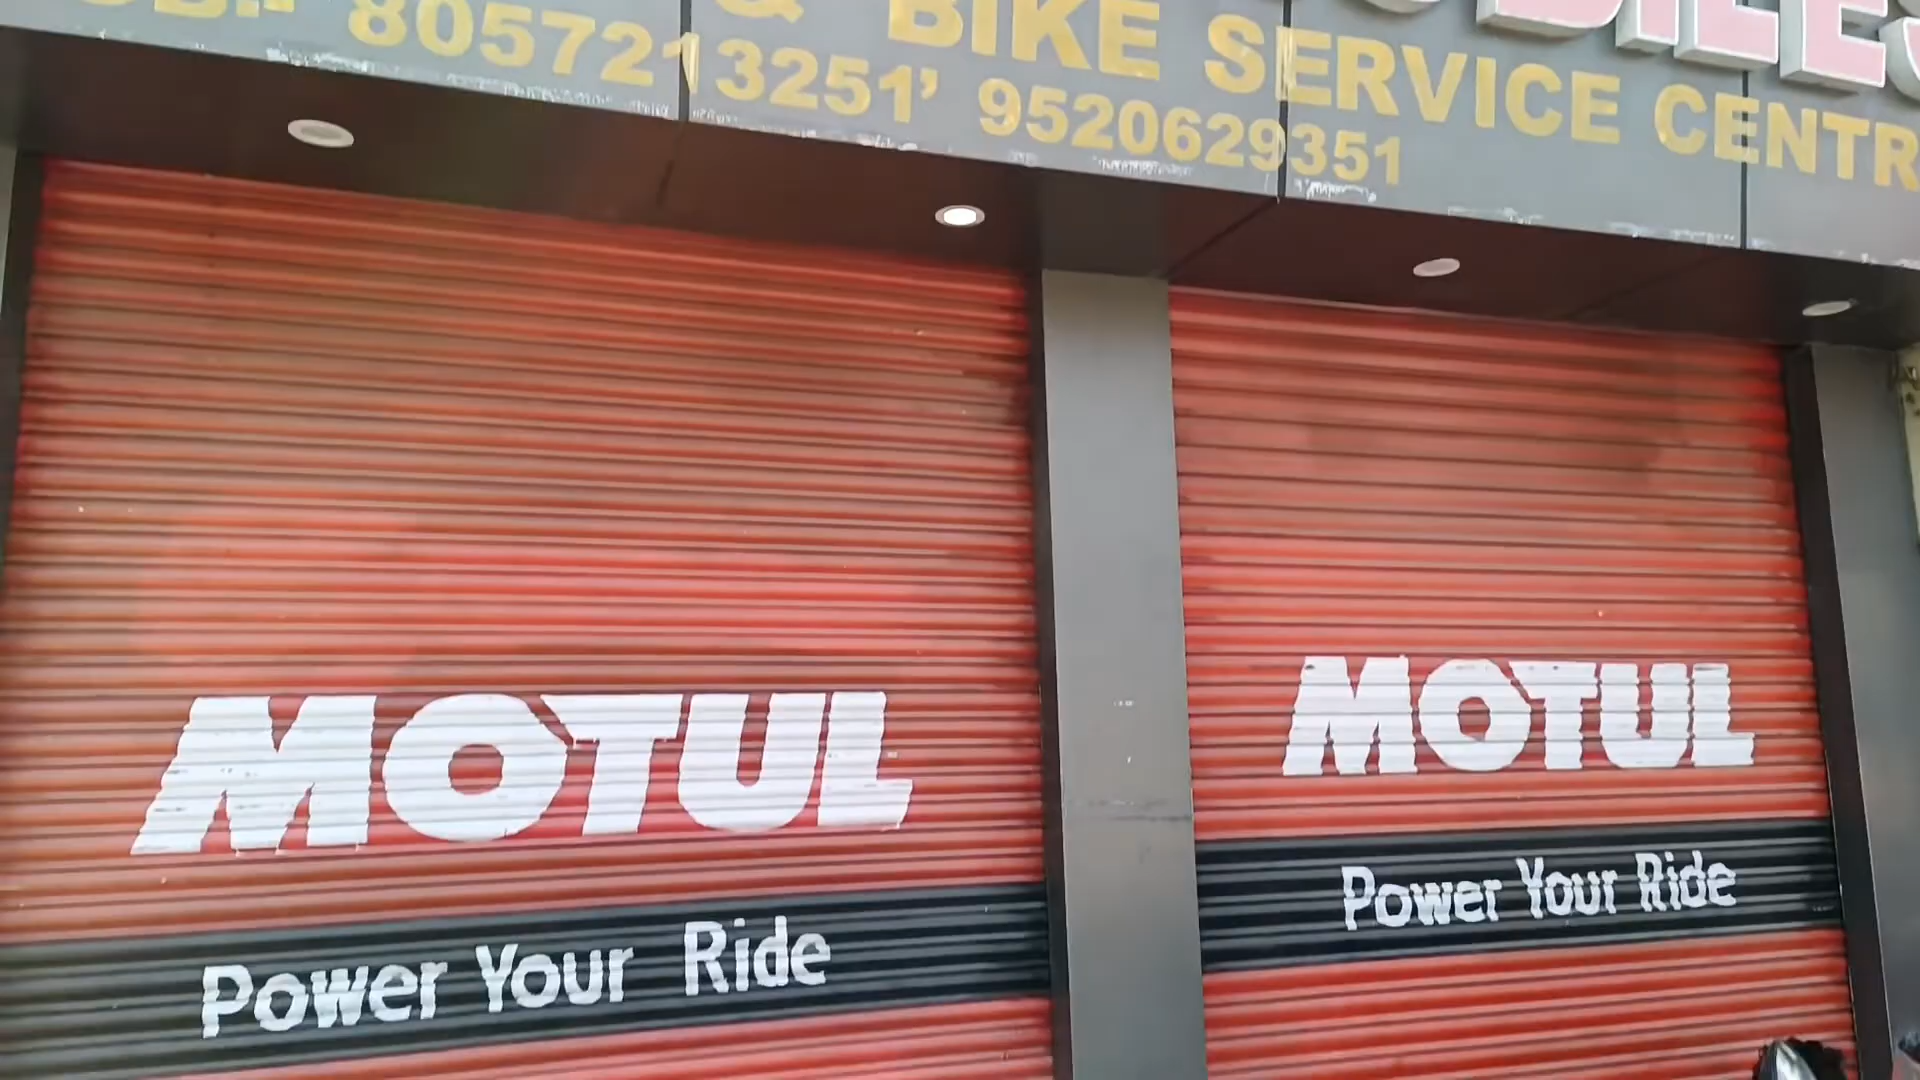 & BIKE SERVICE CENTR
8057213251' 9520629351
MOTUL
Power Your Ride
MOTUL
Power Your Ride